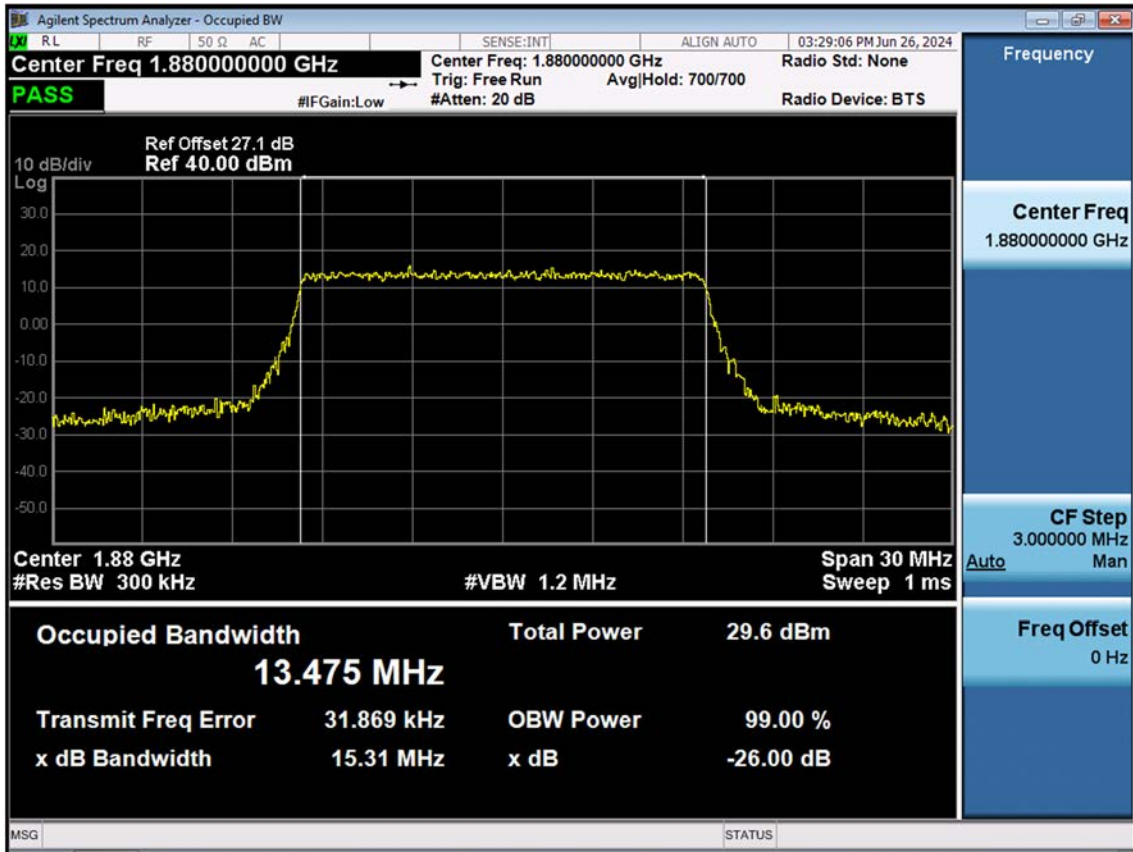 Agilent Spectrum Analyzer - Occupied BW
LXI RL RF 50 Ω AC SENSE:INT ALIGN AUTO 03:29:06 PM Jun 26, 2024
Center Freq 1.880000000 GHz
PASS
#IFGain:Low
Center Freq: 1.880000000 GHz
Trig: Free Run Avg|Hold: 700/700
#Atten: 20 dB
Radio Std: None
Radio Device: BTS
Ref Offset 27.1 dB
10 dB/div Ref 40.00 dBm
Log
30.0
20.0
10.0
0.00
-10.0
-20.0
-30.0
-40.0
-50.0
Center 1.88 GHz Span 30 MHz
#Res BW 300 kHz #VBW 1.2 MHz Sweep 1 ms
Occupied Bandwidth Total Power 29.6 dBm
13.475 MHz
Transmit Freq Error 31.869 kHz OBW Power 99.00 %
x dB Bandwidth 15.31 MHz x dB -26.00 dB
MSG STATUS
Frequency
Center Freq
1.880000000 GHz
CF Step
3.000000 MHz
Auto Man
Freq Offset
0 Hz